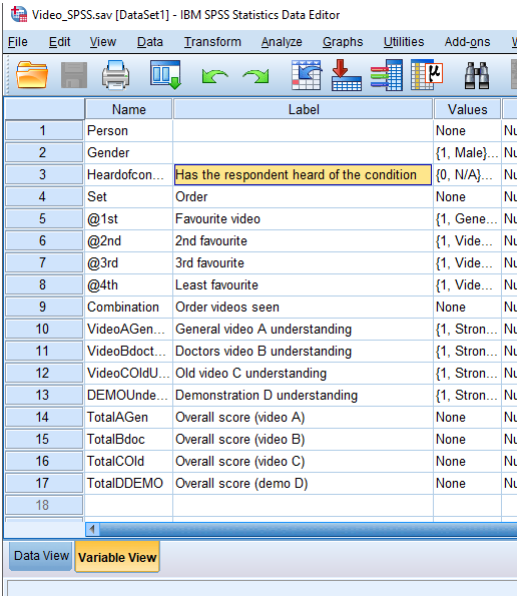 Video_SPSS.sav [DataSet1] - IBM SPSS Statistics Data Editor
File Edit View Data Transform Analyze Graphs Utilities Add-ons W
Name Label Values
1 Person None Nu
2 Gender {1, Male}... Nu
3 Heardofcon... Has the respondent heard of the condition {0, N/A}... Nu
4 Set Order None Nu
5 @1st Favourite video {1, Gene... Nu
6 @2nd 2nd favourite {1, Vide... Nu
7 @3rd 3rd favourite {1, Vide... Nu
8 @4th Least favourite {1, Vide... Nu
9 Combination Order videos seen None Nu
10 VideoAGen... General video A understanding {1, Stron... Nu
11 VideoBdoct... Doctors video B understanding {1, Stron... Nu
12 VideoCOldU... Old video C understanding {1, Stron... Nu
13 DEMOUnde... Demonstration D understanding {1, Stron... Nu
14 TotalAGen Overall score (video A) None Nu
15 TotalBdoc Overall score (video B) None Nu
16 TotalCOld Overall score (video C) None Nu
17 TotalDDEMO Overall score (demo D) None Nu
18
Data View Variable View